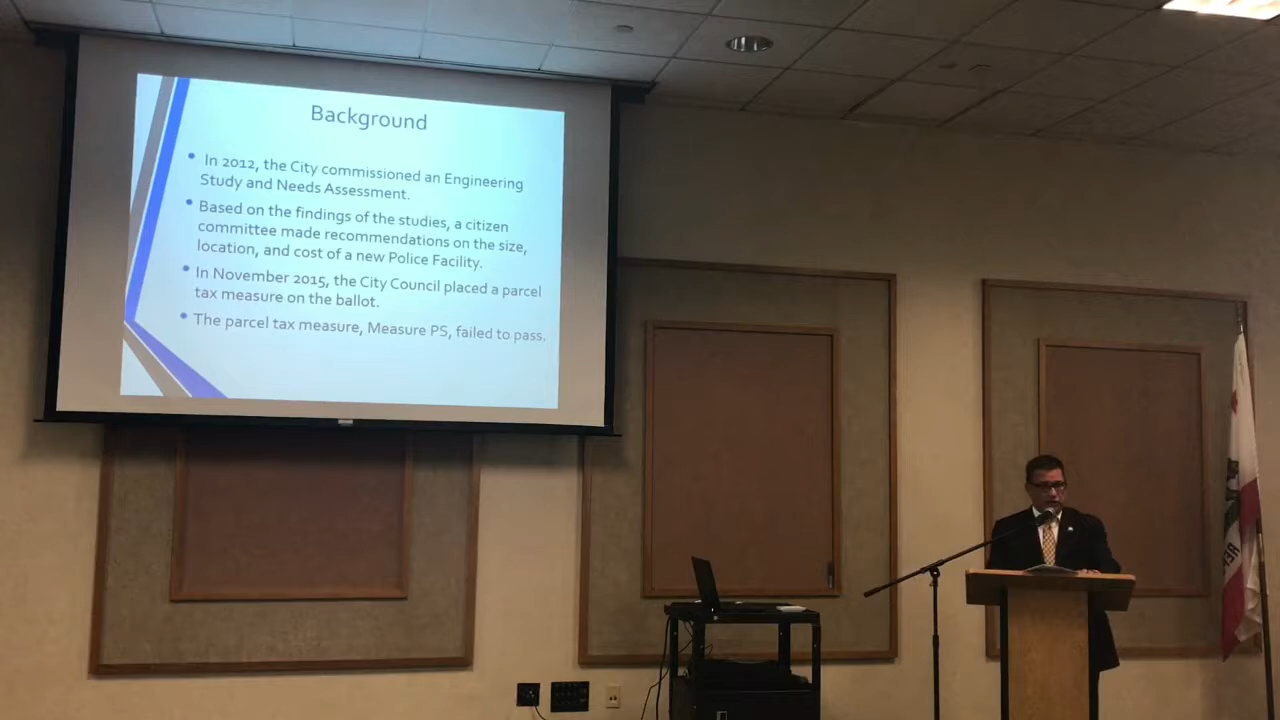 Background
• In 2012, the City commissioned an Engineering
Study and Needs Assessment.
• Based on the findings of the studies, a citizen
committee made recommendations on the size,
location, and cost of a new Police Facility.
• In November 2015, the City Council placed a parcel
tax measure on the ballot.
• The parcel tax measure, Measure PS, failed to pass.